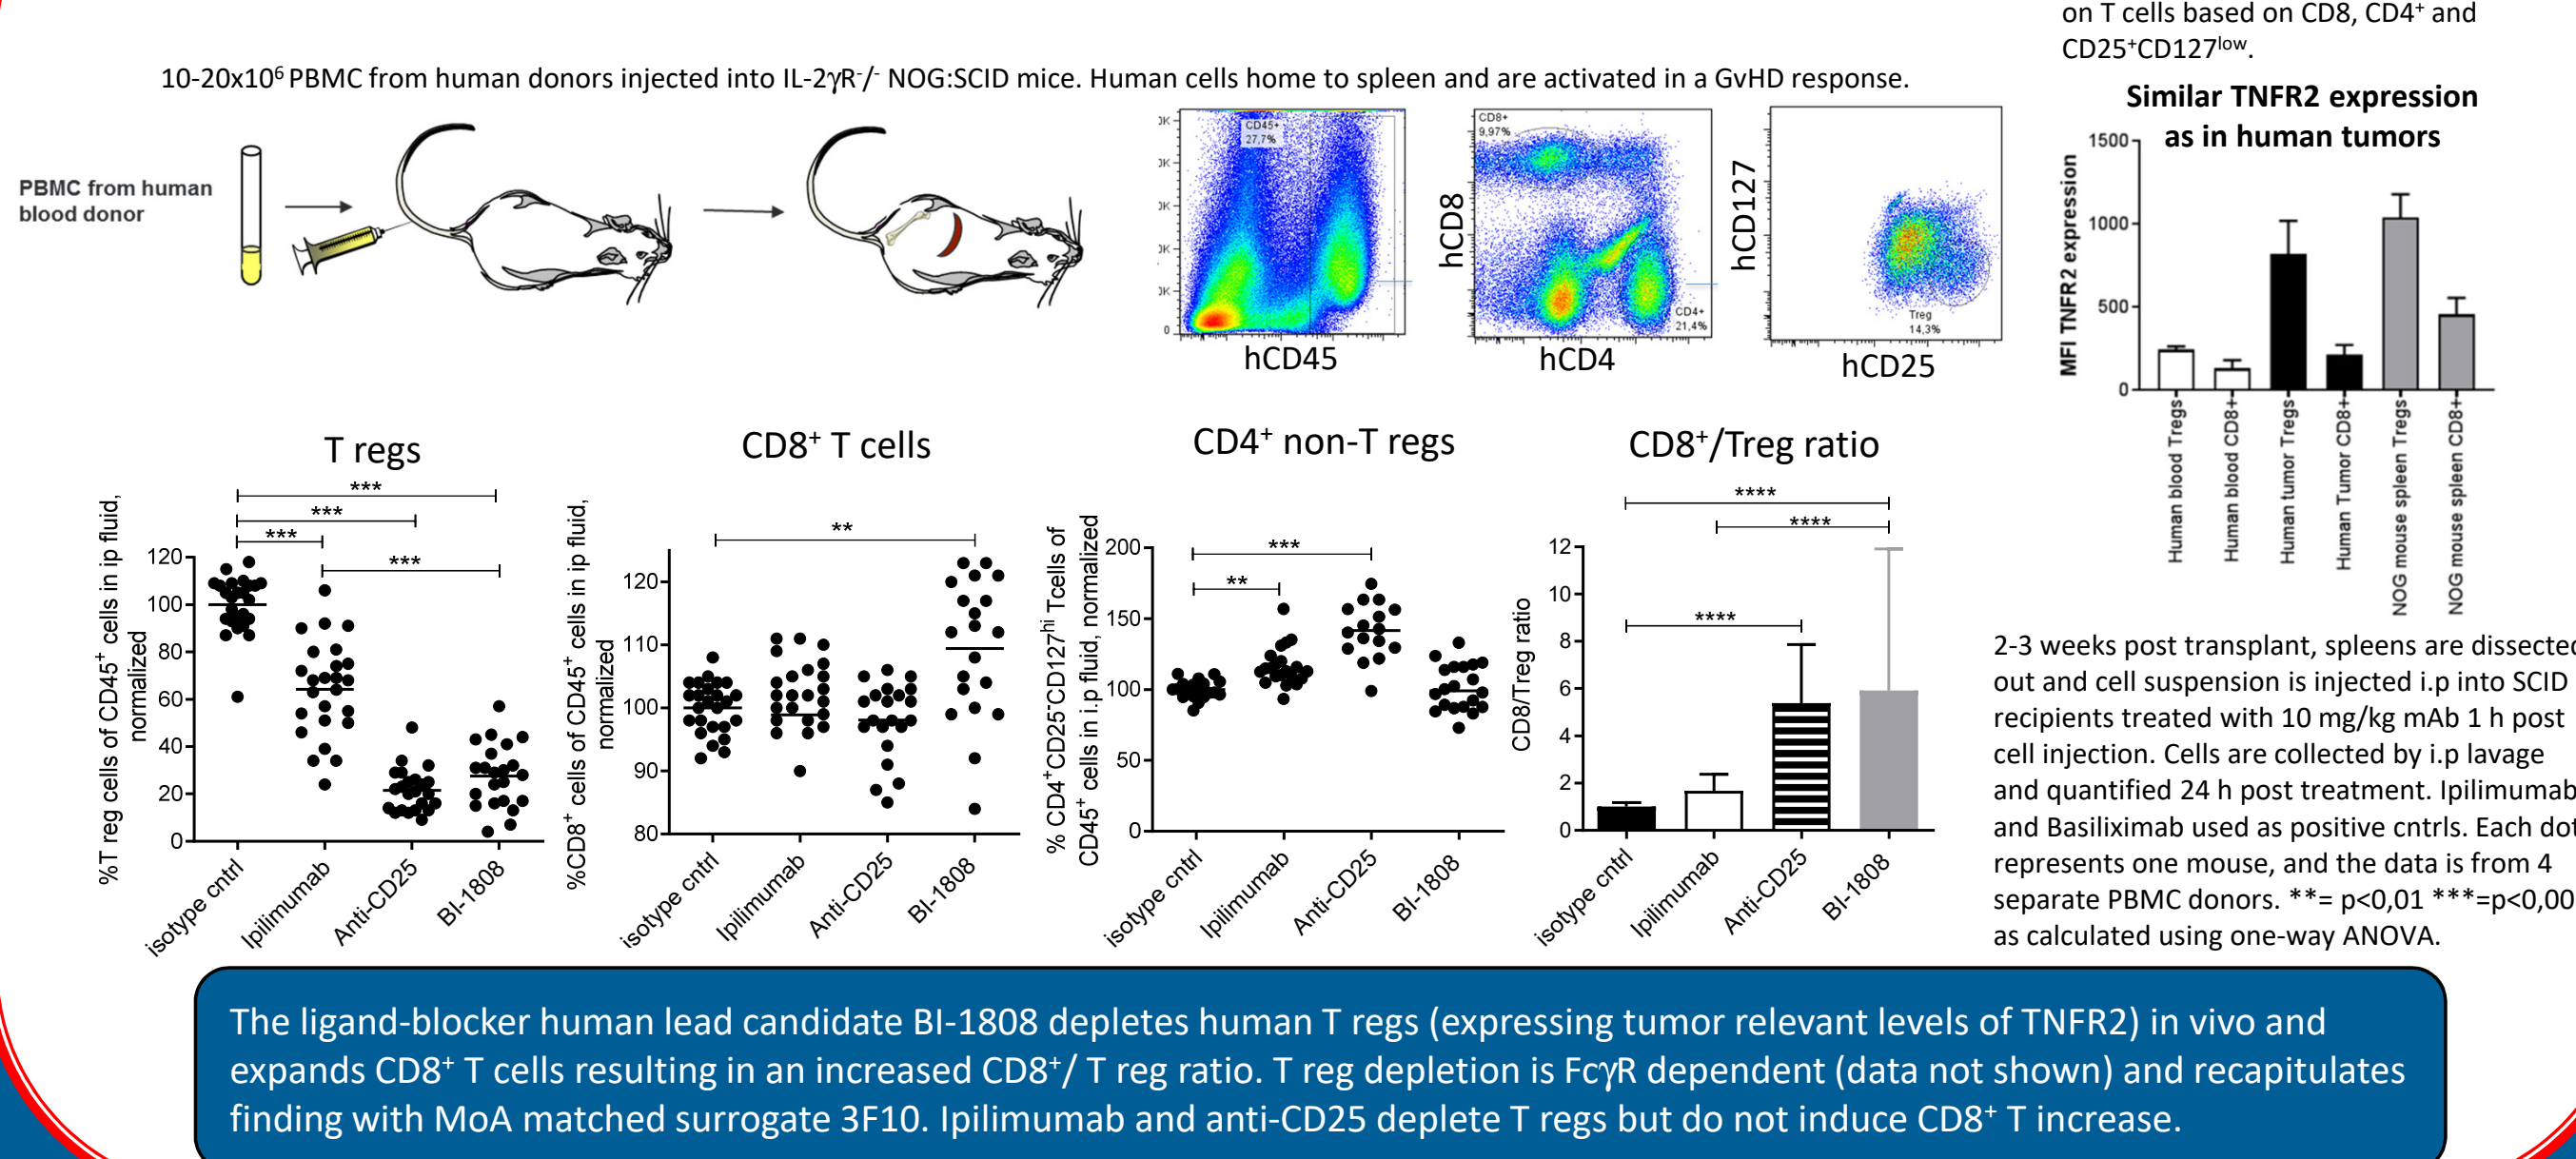 on T cells based on CD8, CD4⁺ and
CD25⁺CD127ˡᵒʷ.
10-20x10⁶ PBMC from human donors injected into IL-2γR⁻/⁻ NOG:SCID mice. Human cells home to spleen and are activated in a GvHD response.
PBMC from human
blood donor
0K
0K
0K
0K
0K
0
CD45+
27,7%
hCD45
CD8+
9,97%
CD4+
21,4%
hCD8
hCD4
Treg
14,3%
hCD127
hCD25
Similar TNFR2 expression
as in human tumors
MFI TNFR2 expression
1500
1000
500
0
Human blood Tregs
Human blood CD8+
Human tumor Tregs
Human Tumor CD8+
NOG mouse spleen Tregs
NOG mouse spleen CD8+
T regs
%T reg cells of CD45⁺ cells in ip fluid,
normalized
***
***
***
***
120
100
80
60
40
20
0
isotype cntrl
Ipilimumab
Anti-CD25
BI-1808
CD8⁺ T cells
%CD8⁺ cells of CD45⁺ cells in ip fluid,
normalized
**
120
110
100
90
80
isotype cntrl
Ipilimumab
Anti-CD25
BI-1808
CD4⁺ non-T regs
% CD4⁺CD25⁻CD127ʰⁱ Tcells of
CD45⁺ cells in i.p fluid, normalized
***
**
200
150
100
50
0
isotype cntrl
Ipilimumab
Anti-CD25
BI-1808
CD8⁺/Treg ratio
CD8/Treg ratio
****
****
****
12
10
8
6
4
2
0
isotype cntrl
Ipilimumab
Anti-CD25
BI-1808
2-3 weeks post transplant, spleens are dissected
out and cell suspension is injected i.p into SCID
recipients treated with 10 mg/kg mAb 1 h post
cell injection. Cells are collected by i.p lavage
and quantified 24 h post treatment. Ipilimumab
and Basiliximab used as positive cntrls. Each dot
represents one mouse, and the data is from 4
separate PBMC donors. **= p<0,01 ***=p<0,00
as calculated using one-way ANOVA.
The ligand-blocker human lead candidate BI-1808 depletes human T regs (expressing tumor relevant levels of TNFR2) in vivo and
expands CD8⁺ T cells resulting in an increased CD8⁺/ T reg ratio. T reg depletion is FcγR dependent (data not shown) and recapitulates
finding with MoA matched surrogate 3F10. Ipilimumab and anti-CD25 deplete T regs but do not induce CD8⁺ T increase.